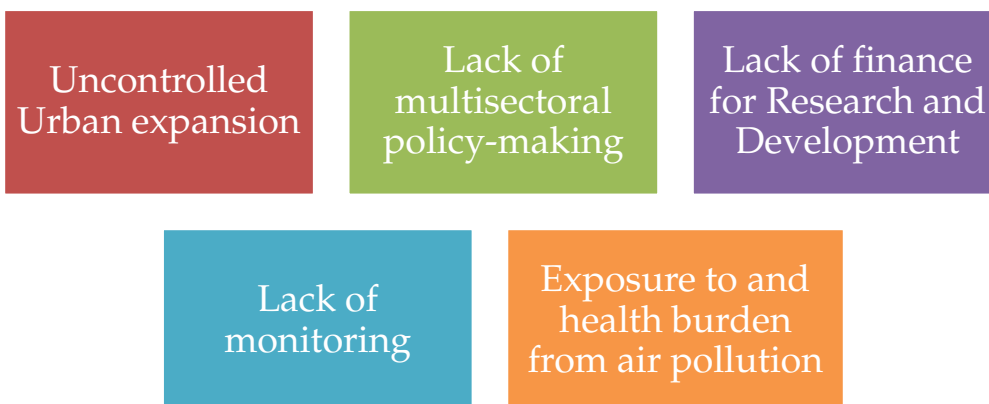 Uncontrolled
Urban expansion
Lack of
multisectoral
policy-making
Lack of finance
for Research and
Development
Lack of
monitoring
Exposure to and
health burden
from air pollution